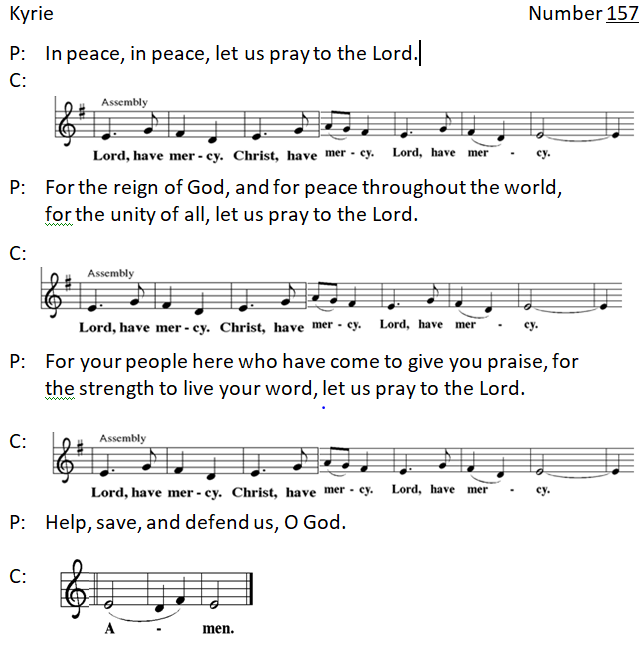 Kyrie Number 157
P: In peace, in peace, let us pray to the Lord.
C:
Assembly
Lord, have mer - cy. Christ, have mer - cy. Lord, have mer - cy.
P: For the reign of God, and for peace throughout the world,
for the unity of all, let us pray to the Lord.
C:
Assembly
Lord, have mer - cy. Christ, have mer - cy. Lord, have mer - cy.
P: For your people here who have come to give you praise, for
the strength to live your word, let us pray to the Lord.
C:
Assembly
Lord, have mer - cy. Christ, have mer - cy. Lord, have mer - cy.
P: Help, save, and defend us, O God.
C:
A - men.